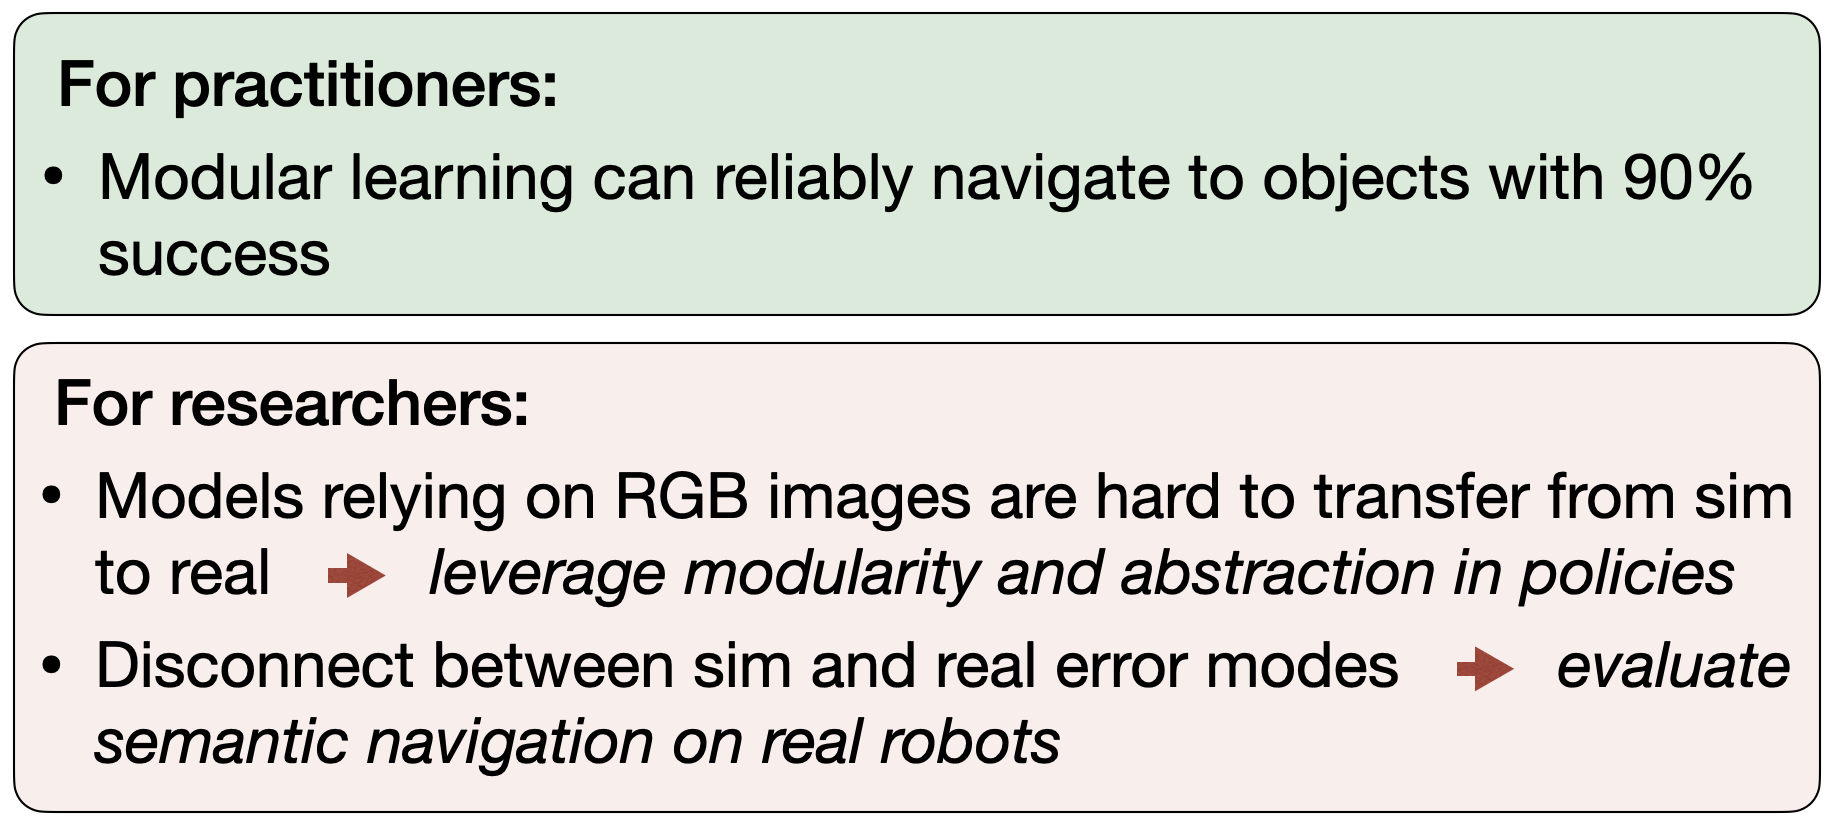 For practitioners:
• Modular learning can reliably navigate to objects with 90%
success
For researchers:
• Models relying on RGB images are hard to transfer from sim
to real ➡ leverage modularity and abstraction in policies
• Disconnect between sim and real error modes ➡ evaluate
semantic navigation on real robots